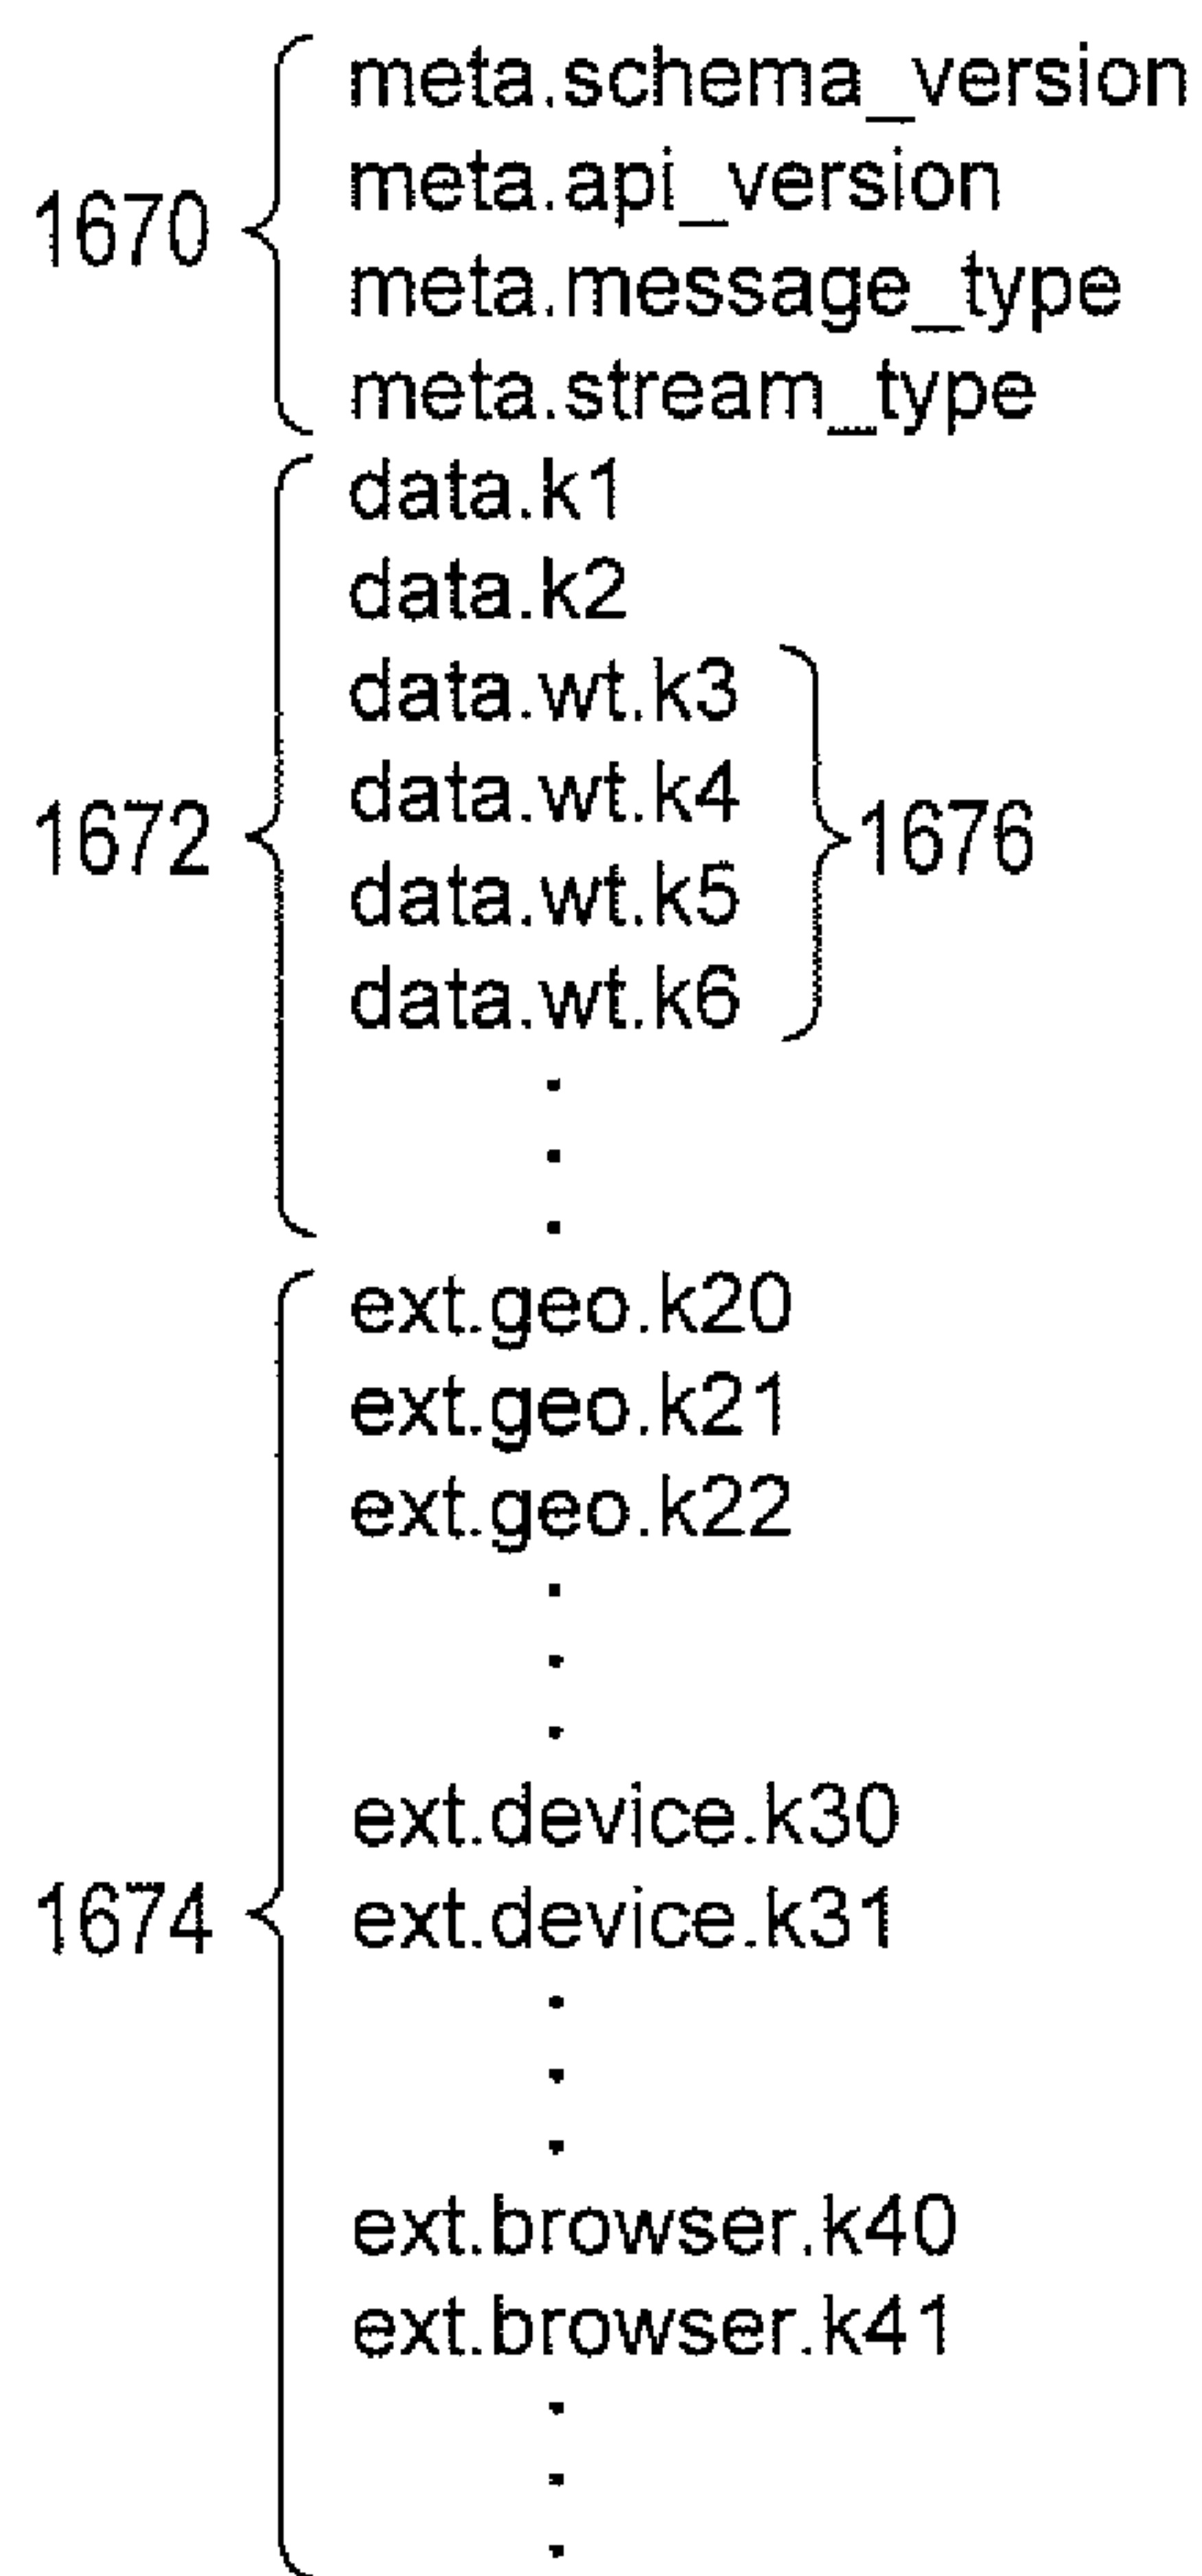 meta.schema_version
meta.api_version
1670
meta.message_type
meta.stream_type
data.k1
data.k2
data.wt.k3
data.wt.k4
1672
1676
data.wt.k5
data.wt.k6
.
.
.
ext.geo.k20
ext.geo.k21
ext.geo.k22
.
.
.
ext.device.k30
1674
ext.device.k31
.
.
.
ext.browser.k40
ext.browser.k41
.
.
.